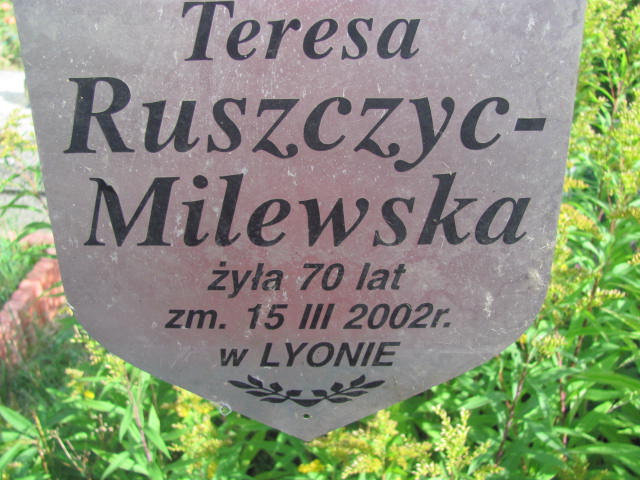 Teresa
Ruszczyc-
Milewska
żyła 70 lat
zm. 15 III 2002r.
w LYONIE